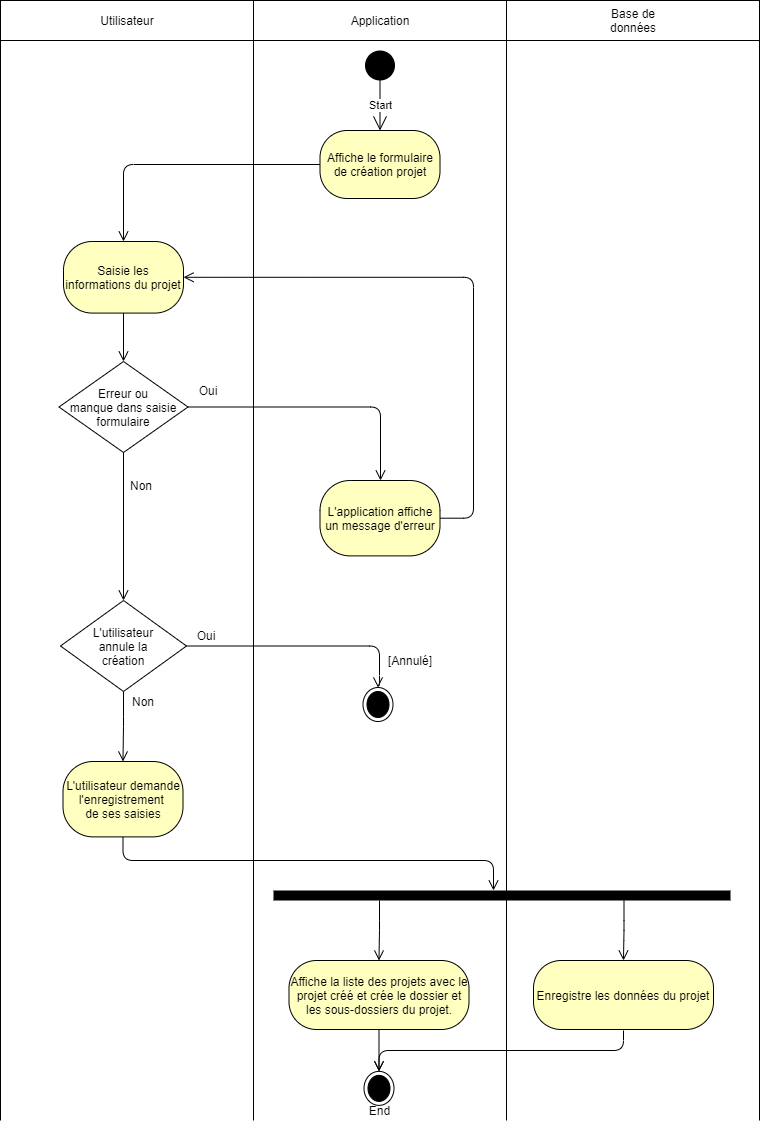 Utilisateur
Application
Base de
données
Start
Affiche le formulaire
de création projet
Saisie les
informations du projet
Erreur ou
manque dans saisie
formulaire
Oui
Non
L'application affiche
un message d'erreur
L'utilisateur
annule la
création
Oui
[Annulé]
Non
L'utilisateur demande
l'enregistrement
de ses saisies
Affiche la liste des projets avec le
projet créé et crée le dossier et
les sous-dossiers du projet.
Enregistre les données du projet
End